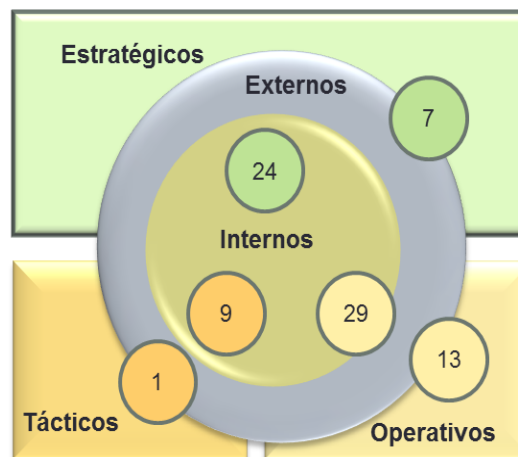 Estratégicos
Externos
7
24
Internos
9
29
1
13
Tácticos
Operativos